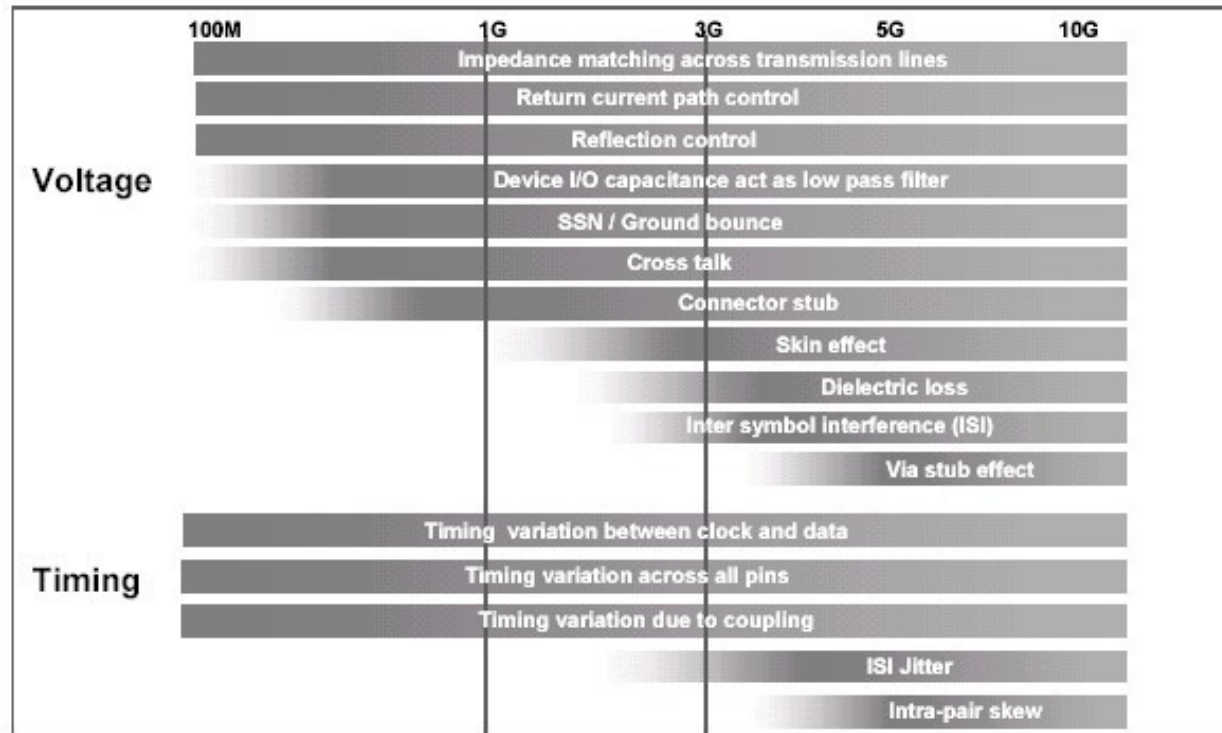 100M 1G 3G 5G 10G
Impedance matching across transmission lines
Return current path control
Reflection control
Voltage
Device I/O capacitance act as low pass filter
SSN / Ground bounce
Cross talk
Connector stub
Skin effect
Dielectric loss
Inter symbol interference (ISI)
Via stub effect
Timing variation between clock and data
Timing
Timing variation across all pins
Timing variation due to coupling
ISI Jitter
Intra-pair skew